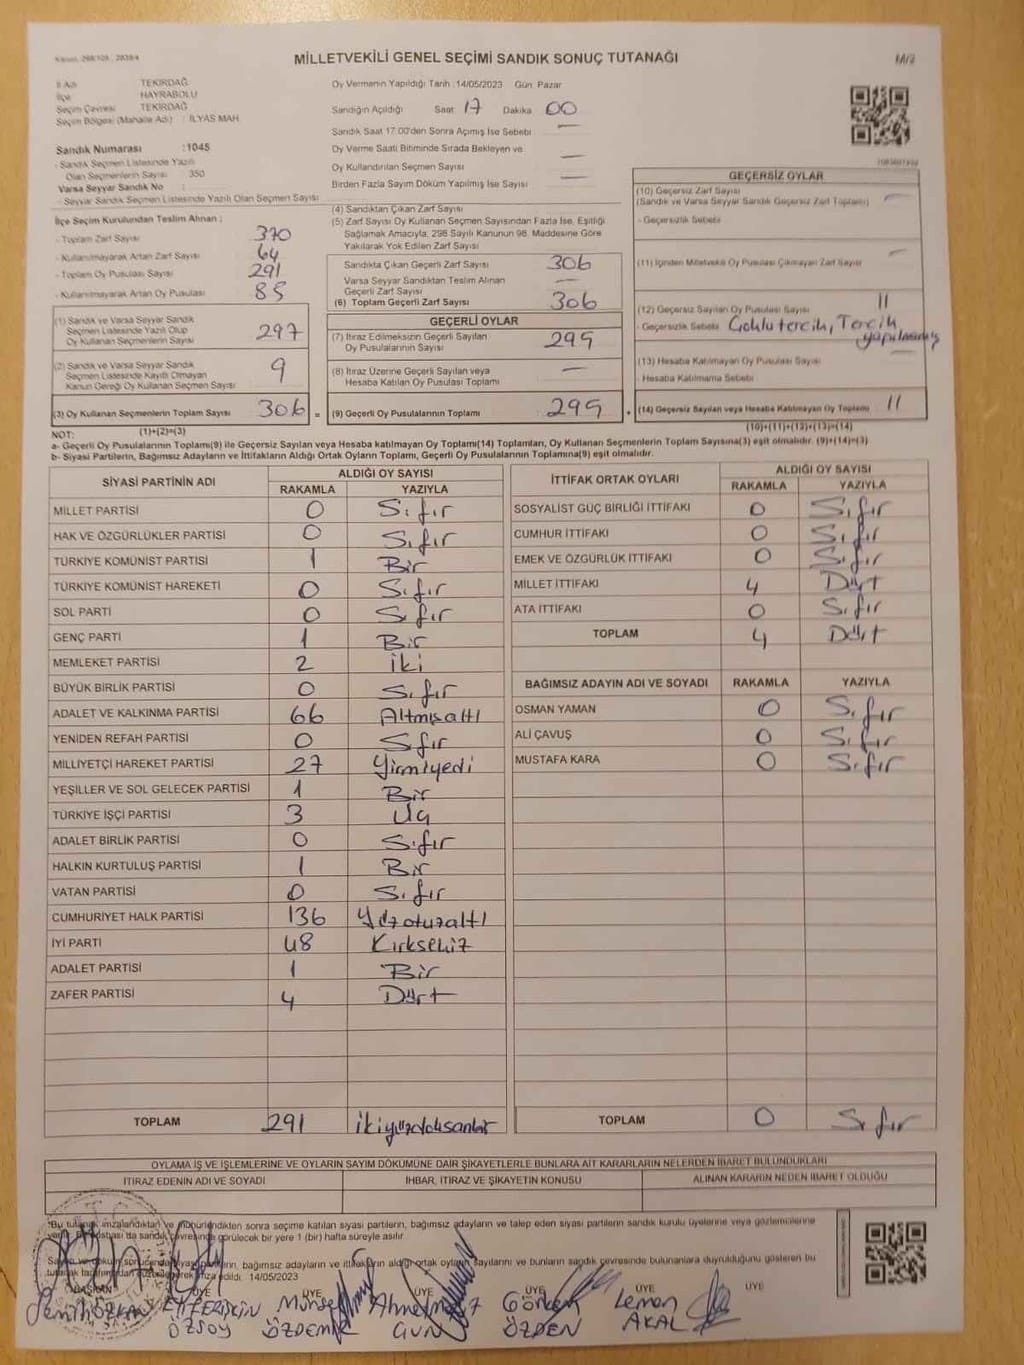 MİLLETVEKİLİ GENEL SEÇİMİ SANDIK SONUÇ TUTANAĞI
İl Adı TEKİRDAĞ
İlçe HAYRABOLU
Seçim Çevresi TEKİRDAĞ
Seçim Bölgesi (Mahalle Adı) : İLYAS MAH
Sandık Numarası :1045
- Sandık Seçmen Listesinde Yazılı
Olan Seçmenlerin Sayısı 350
Varsa Seyyar Sandık No
- Seyyar Sandık Seçmen Listesinde Yazılı Olan Seçmen Sayısı
Oy Vermenin Yapıldığı Tarih :14/05/2023 Gün: Pazar
Sandığın Açıldığı Saat 17 Dakika 00
Sandık Saat 17.00'den Sonra Açılmış İse Sebebi —
Oy Verme Saati Bitiminde Sırada Bekleyen ve
Oy Kullandırılan Seçmen Sayısı —
Birden Fazla Sayım Döküm Yapılmış İse Sayısı —
İlçe Seçim Kurulundan Teslim Alınan :
- Toplam Zarf Sayısı 370
- Kullanılmayarak Artan Zarf Sayısı 64
- Toplam Oy Pusulası Sayısı 291
- Kullanılmayarak Artan Oy Pusulası 85
(1) Sandık ve Varsa Seyyar Sandık
Seçmen Listesinde Yazılı Olup
Oy Kullanan Seçmenlerin Sayısı 297
(2) Sandık ve Varsa Seyyar Sandık
Seçmen Listesinde Kayıtlı Olmayan
Kanun Gereği Oy Kullanan Seçmen Sayısı 9
(3) Oy Kullanan Seçmenlerin Toplam Sayısı 306 =
(1)+(2)=(3)
(4) Sandıktan Çıkan Zarf Sayısı
(5) Zarf Sayısı Oy Kullanan Seçmen Sayısından Fazla İse, Eşitliği
Sağlamak Amacıyla, 298 Sayılı Kanunun 98. Maddesine Göre
Yakılarak Yok Edilen Zarf Sayısı
Sandıkta Çıkan Geçerli Zarf Sayısı 306
Varsa Seyyar Sandıktan Teslim Alınan
Geçerli Zarf Sayısı —
(6) Toplam Geçerli Zarf Sayısı 306
GEÇERLİ OYLAR
(7) İtiraz Edilmeksizin Geçerli Sayılan
Oy Pusulalarının Sayısı 295
(8) İtiraz Üzerine Geçerli Sayılan veya
Hesaba Katılan Oy Pusulası Toplamı —
(9) Geçerli Oy Pusulalarının Toplamı 295 +
GEÇERSİZ OYLAR
(10) Geçersiz Zarf Sayısı
(Sandık ve Varsa Seyyar Sandık Geçersiz Zarf Toplamı) —
- Geçersizlik Sebebi
(11) İçinden Milletvekili Oy Pusulası Çıkmayan Zarf Sayısı —
(12) Geçersiz Sayılan Oy Pusulası Sayısı 11
- Geçersizlik Sebebi Çoklu tercih, Tercih
yapılmamış
(13) Hesaba Katılmayan Oy Pusulası Sayısı —
- Hesaba Katılmama Sebebi
(14) Geçersiz Sayılan veya Hesaba Katılmayan Oy Toplamı 11
(10)+(11)+(12)+(13)=(14)
NOT:
a- Geçerli Oy Pusulalarının Toplamı(9) ile Geçersiz Sayılan veya Hesaba katılmayan Oy Toplamı(14) Toplamları, Oy Kullanan Seçmenlerin Toplam Sayısına(3) eşit olmalıdır. (9)+(14)=(3)
b- Siyasi Partilerin, Bağımsız Adayların ve İttifakların Aldığı Ortak Oyların Toplamı, Geçerli Oy Pusulalarının Toplamına(9) eşit olmalıdır.
SİYASİ PARTİNİN ADI ALDIĞI OY SAYISI
RAKAMLA YAZIYLA
MİLLET PARTİSİ 0 Sıfır
HAK VE ÖZGÜRLÜKLER PARTİSİ 0 Sıfır
TÜRKİYE KOMÜNİST PARTİSİ 1 Bir
TÜRKİYE KOMÜNİST HAREKETİ 0 Sıfır
SOL PARTİ 0 Sıfır
GENÇ PARTİ 1 Bir
MEMLEKET PARTİSİ 2 İki
BÜYÜK BİRLİK PARTİSİ 0 Sıfır
ADALET VE KALKINMA PARTİSİ 66 Altmışaltı
YENİDEN REFAH PARTİSİ 0 Sıfır
MİLLİYETÇİ HAREKET PARTİSİ 27 Yirmiyedi
YEŞİLLER VE SOL GELECEK PARTİSİ 1 Bir
TÜRKİYE İŞÇİ PARTİSİ 3 Üç
ADALET BİRLİK PARTİSİ 0 Sıfır
HALKIN KURTULUŞ PARTİSİ 1 Bir
VATAN PARTİSİ 0 Sıfır
CUMHURİYET HALK PARTİSİ 136 Yüzotuzaltı
İYİ PARTİ 48 Kırksekiz
ADALET PARTİSİ 1 Bir
ZAFER PARTİSİ 4 Dört
TOPLAM 291 ikiyüzdoksanbir
İTTİFAK ORTAK OYLARI ALDIĞI OY SAYISI
RAKAMLA YAZIYLA
SOSYALİST GÜÇ BİRLİĞİ İTTİFAKI 0 Sıfır
CUMHUR İTTİFAKI 0 Sıfır
EMEK VE ÖZGÜRLÜK İTTİFAKI 0 Sıfır
MİLLET İTTİFAKI 4 Dört
ATA İTTİFAKI 0 Sıfır
TOPLAM 4 Dört
BAĞIMSIZ ADAYIN ADI VE SOYADI RAKAMLA YAZIYLA
OSMAN YAMAN 0 Sıfır
ALİ ÇAVUŞ 0 Sıfır
MUSTAFA KARA 0 Sıfır
TOPLAM 0 Sıfır
OYLAMA İŞ VE İŞLEMLERİNE VE OYLARIN SAYIM DÖKÜMÜNE DAİR ŞİKAYETLERLE BUNLARA AİT KARARLARIN NELERDEN İBARET BULUNDUKLARI
İTİRAZ EDENİN ADI VE SOYADI İHBAR, İTİRAZ VE ŞİKAYETİN KONUSU ALINAN KARARIN NEDEN İBARET OLDUĞU
Bu tutanak imzalandıktan ve mühürlendikten sonra seçime katılan siyasi partilerin, bağımsız adayların ve talep eden siyasi partilerin sandık kurulu üyelerine veya gözlemcilerine
görülecek bir yere 1 (bir) hafta süreyle asılır.
bağımsız adayların ve ittifakların aldığı ortak oyların sayılarını ve bunların sandık çevresinde bulunanlara duyrulduğunu gösteren bu
edildi. 14/05/2023
BAŞKAN ÜYE ÜYE ÜYE ÜYE ÜYE ÜYE
ÖZKAN Görkem Leman
ÖZSOY ÖZDEMİR GÜN ÖZDEN AKAL